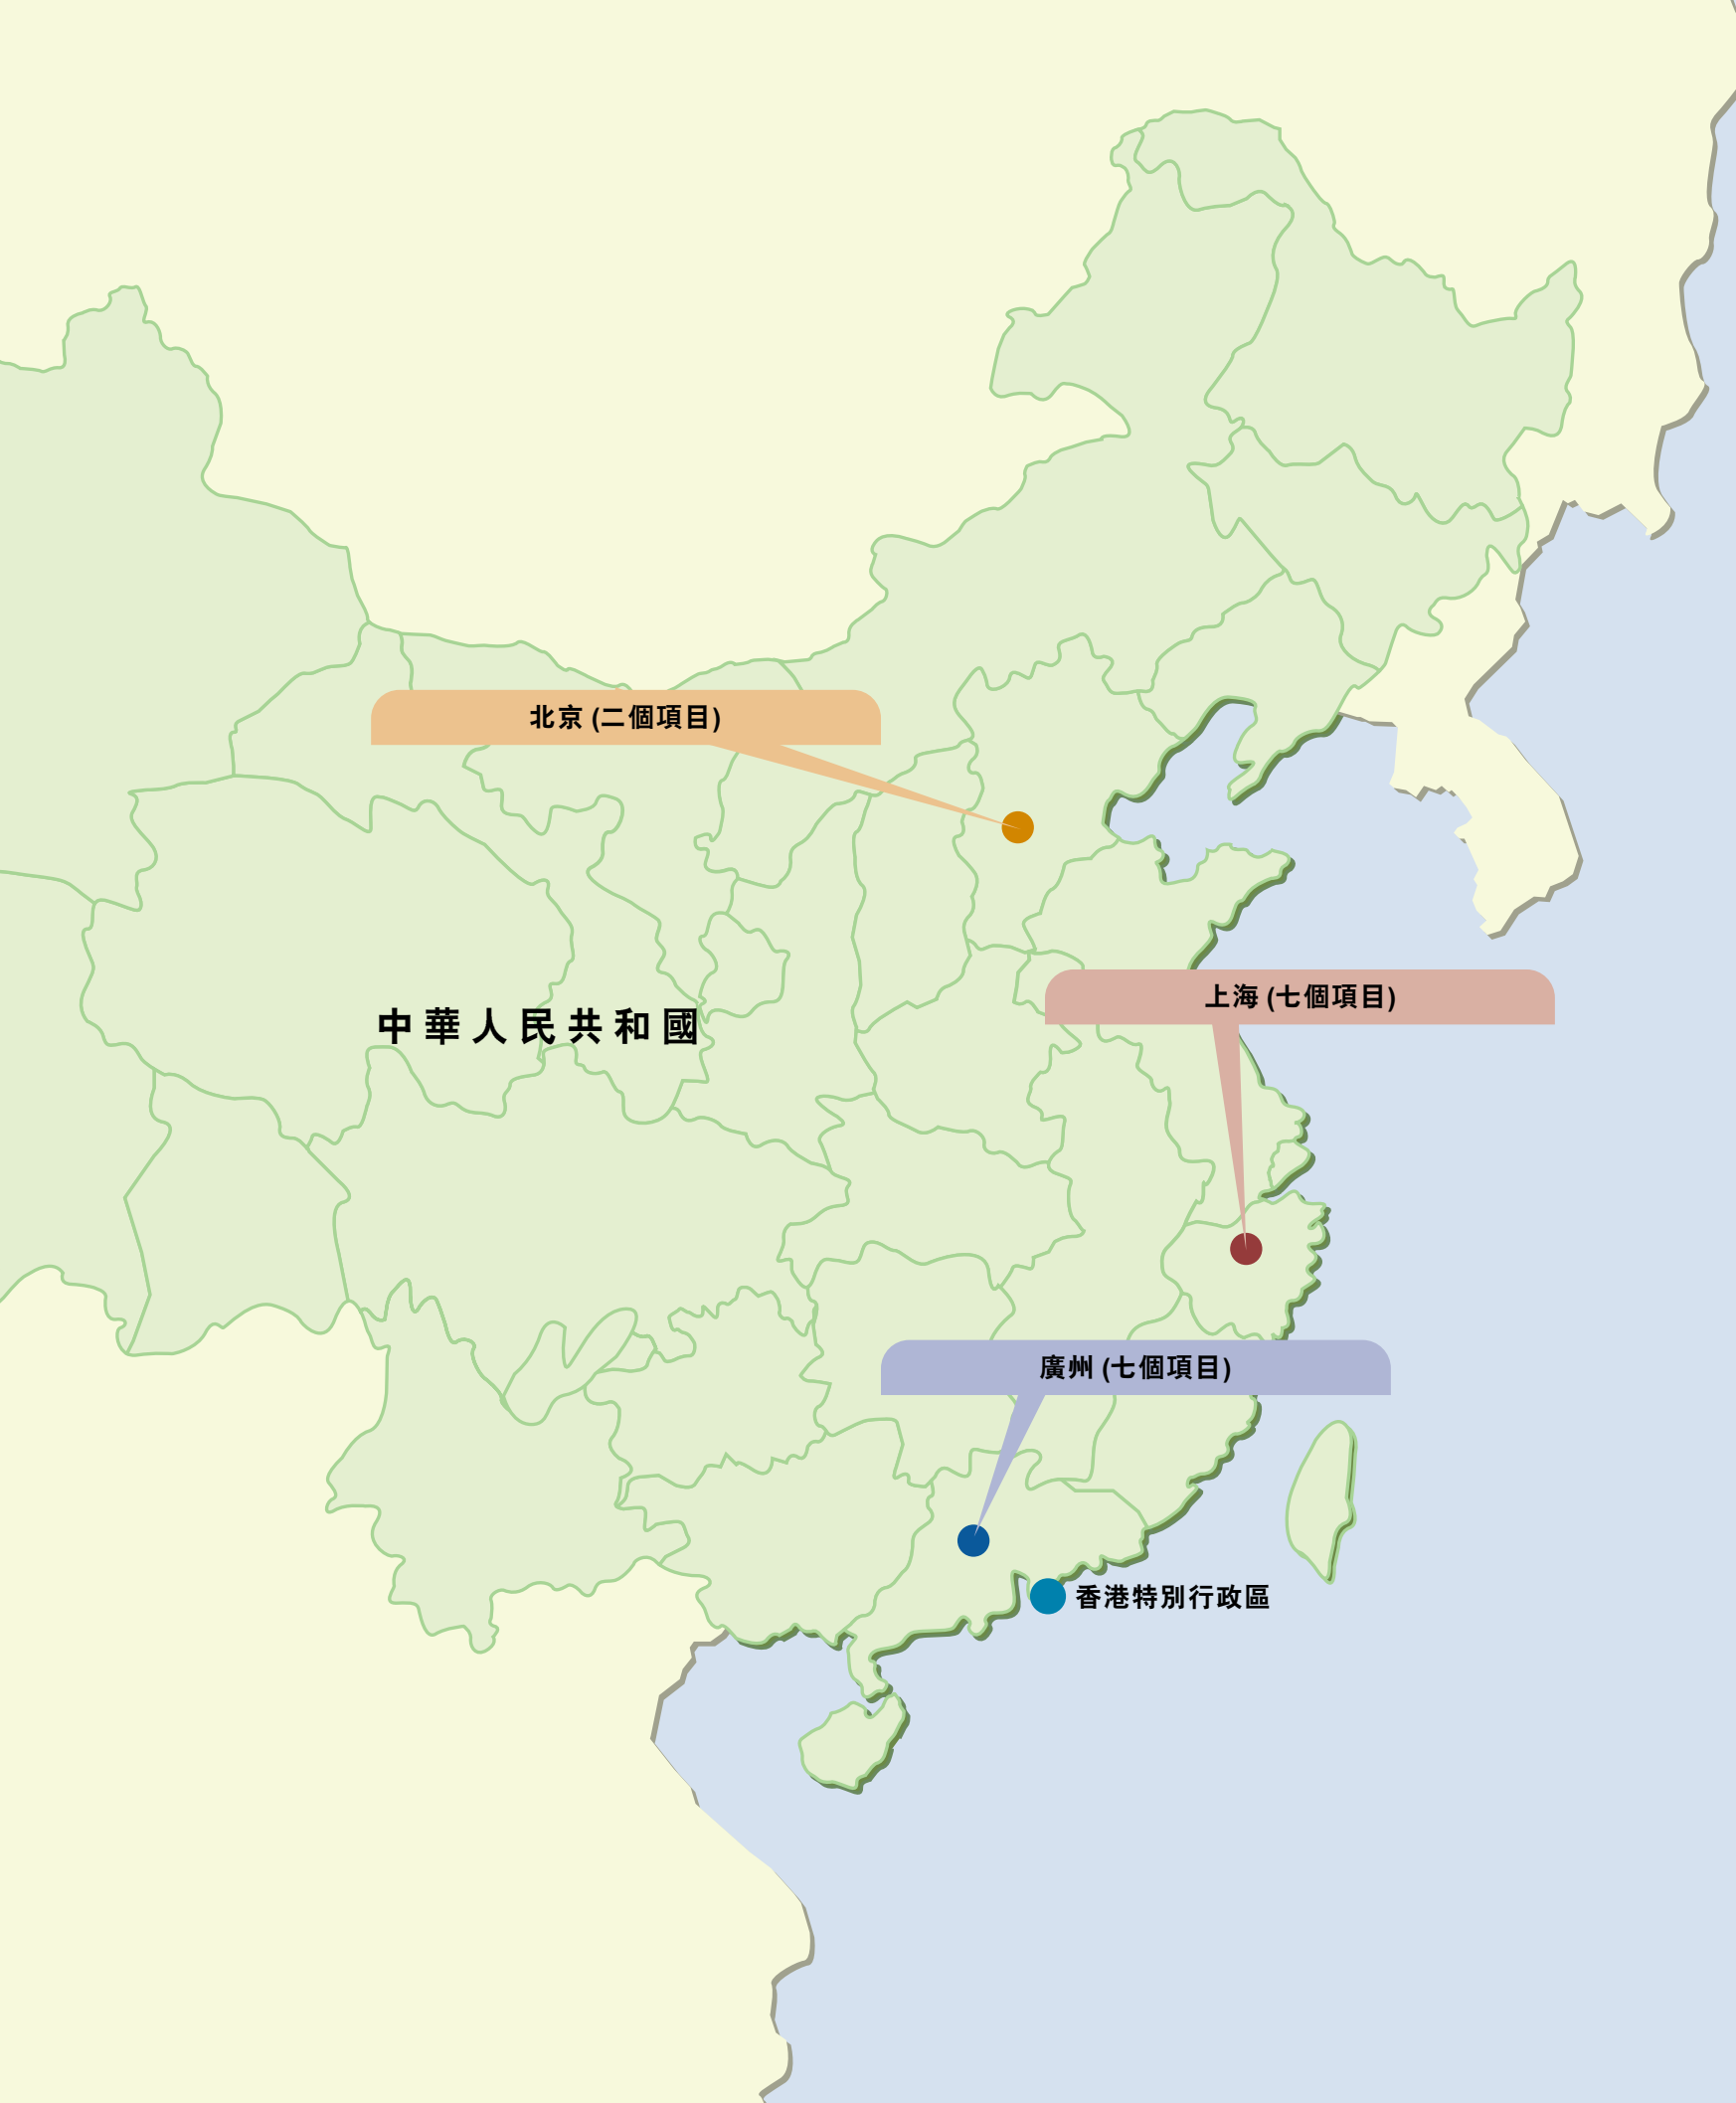 北京 (二個項目)
上海 (七個項目)
中華人民共和國
廣州 (七個項目)
香港特別行政區